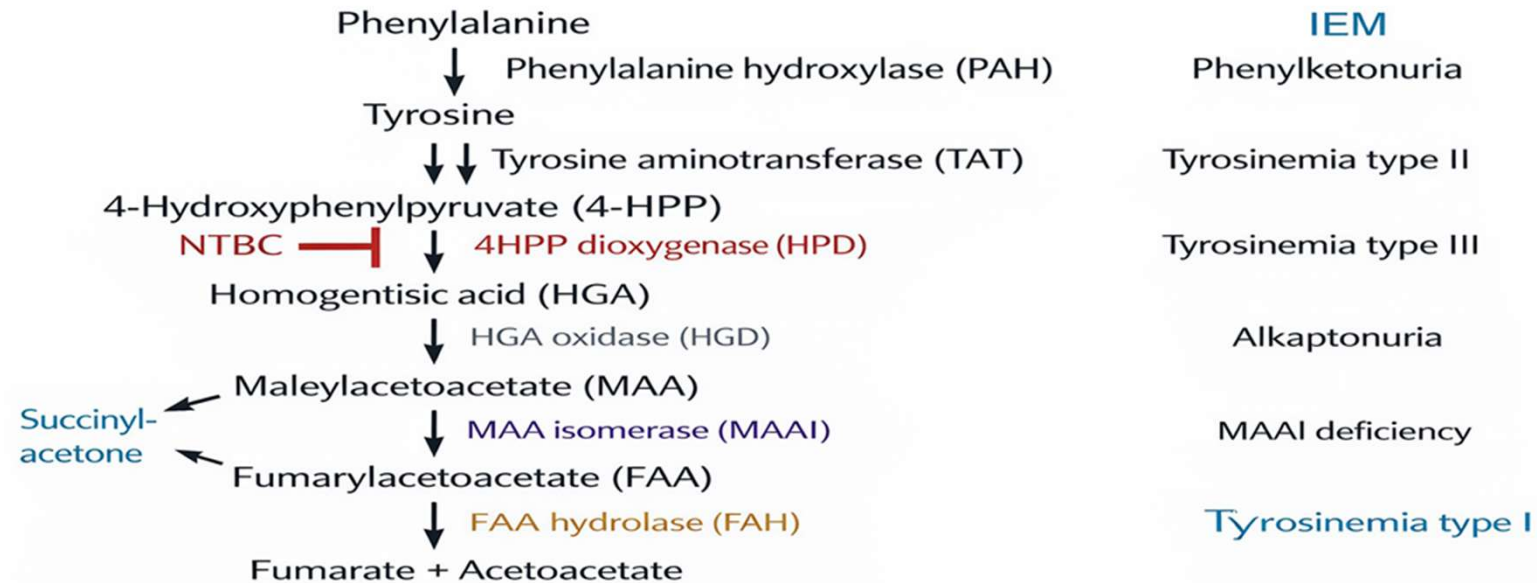 Phenylalanine
IEM
Phenylalanine hydroxylase (PAH)
Phenylketonuria
Tyrosine
Tyrosine aminotransferase (TAT)
Tyrosinemia type II
4-Hydroxyphenylpyruvate (4-HPP)
NTBC
4HPP dioxygenase (HPD)
Tyrosinemia type III
Homogentisic acid (HGA)
HGA oxidase (HGD)
Alkaptonuria
Maleylacetoacetate (MAA)
Succinyl-
acetone
MAA isomerase (MAAI)
MAAI deficiency
Fumarylacetoacetate (FAA)
FAA hydrolase (FAH)
Tyrosinemia type I
Fumarate + Acetoacetate